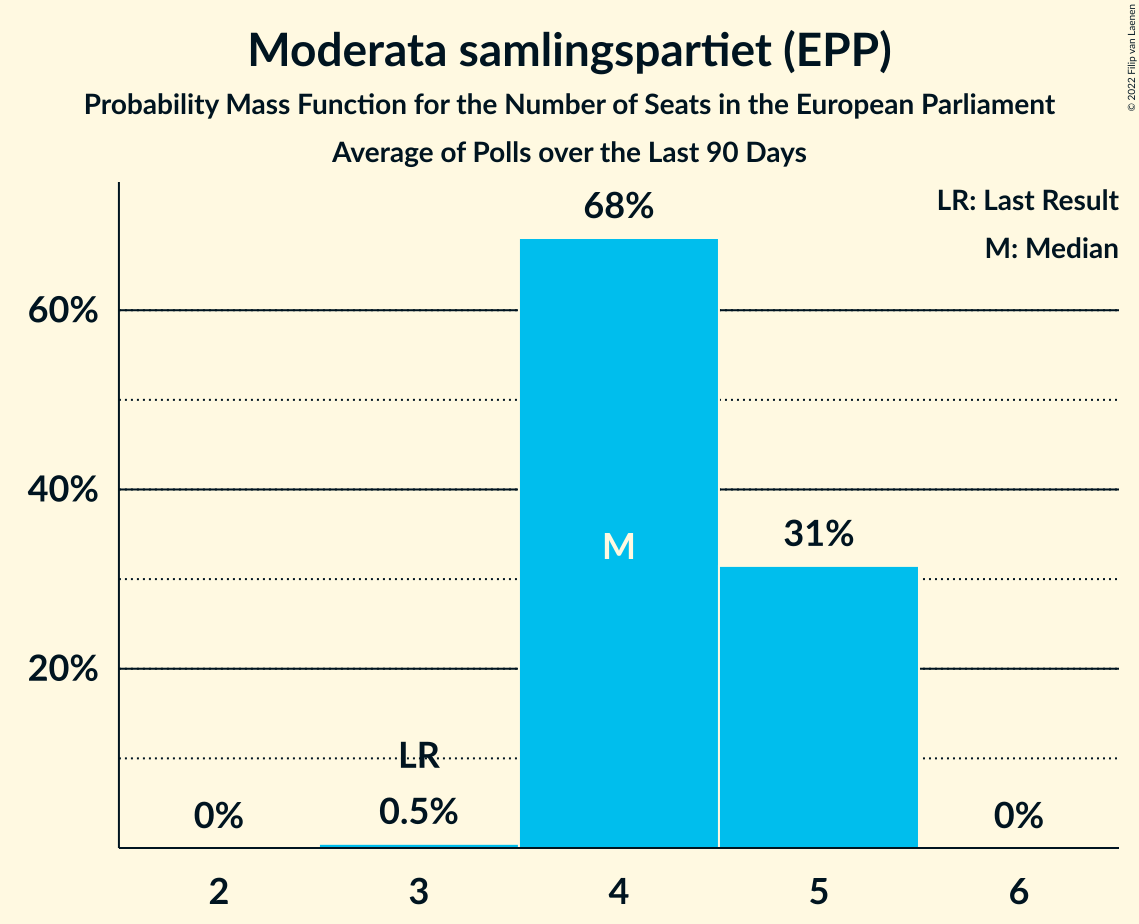 Moderata samlingspartiet (EPP)
Probability Mass Function for the Number of Seats in the European Parliament
Average of Polls over the Last 90 Days
© 2022 Filip van Laenen
LR: Last Result
M: Median
68%
60%
40%
31%
M
20%
LR
0%
0.5%
0%
2 3 4 5 6